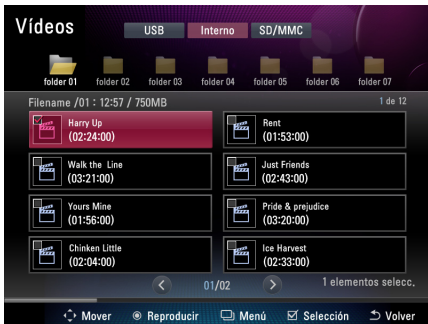 Vídeos
USB Interno SD/MMC
folder 01 folder 02 folder 03 folder 04 folder 05 folder 06 folder 07
Filename /01 : 12:57 / 750MB 1 de 12
Harry Up
(02:24:00)
Rent
(01:53:00)
Walk the Line
(03:21:00)
Just Friends
(02:43:00)
Yours Mine
(01:56:00)
Pride & prejudice
(03:20:00)
Chinken Little
(02:04:00)
Ice Harvest
(02:33:00)
01/02
1 elementos selecc.
Mover Reproducir Menú Selección Volver